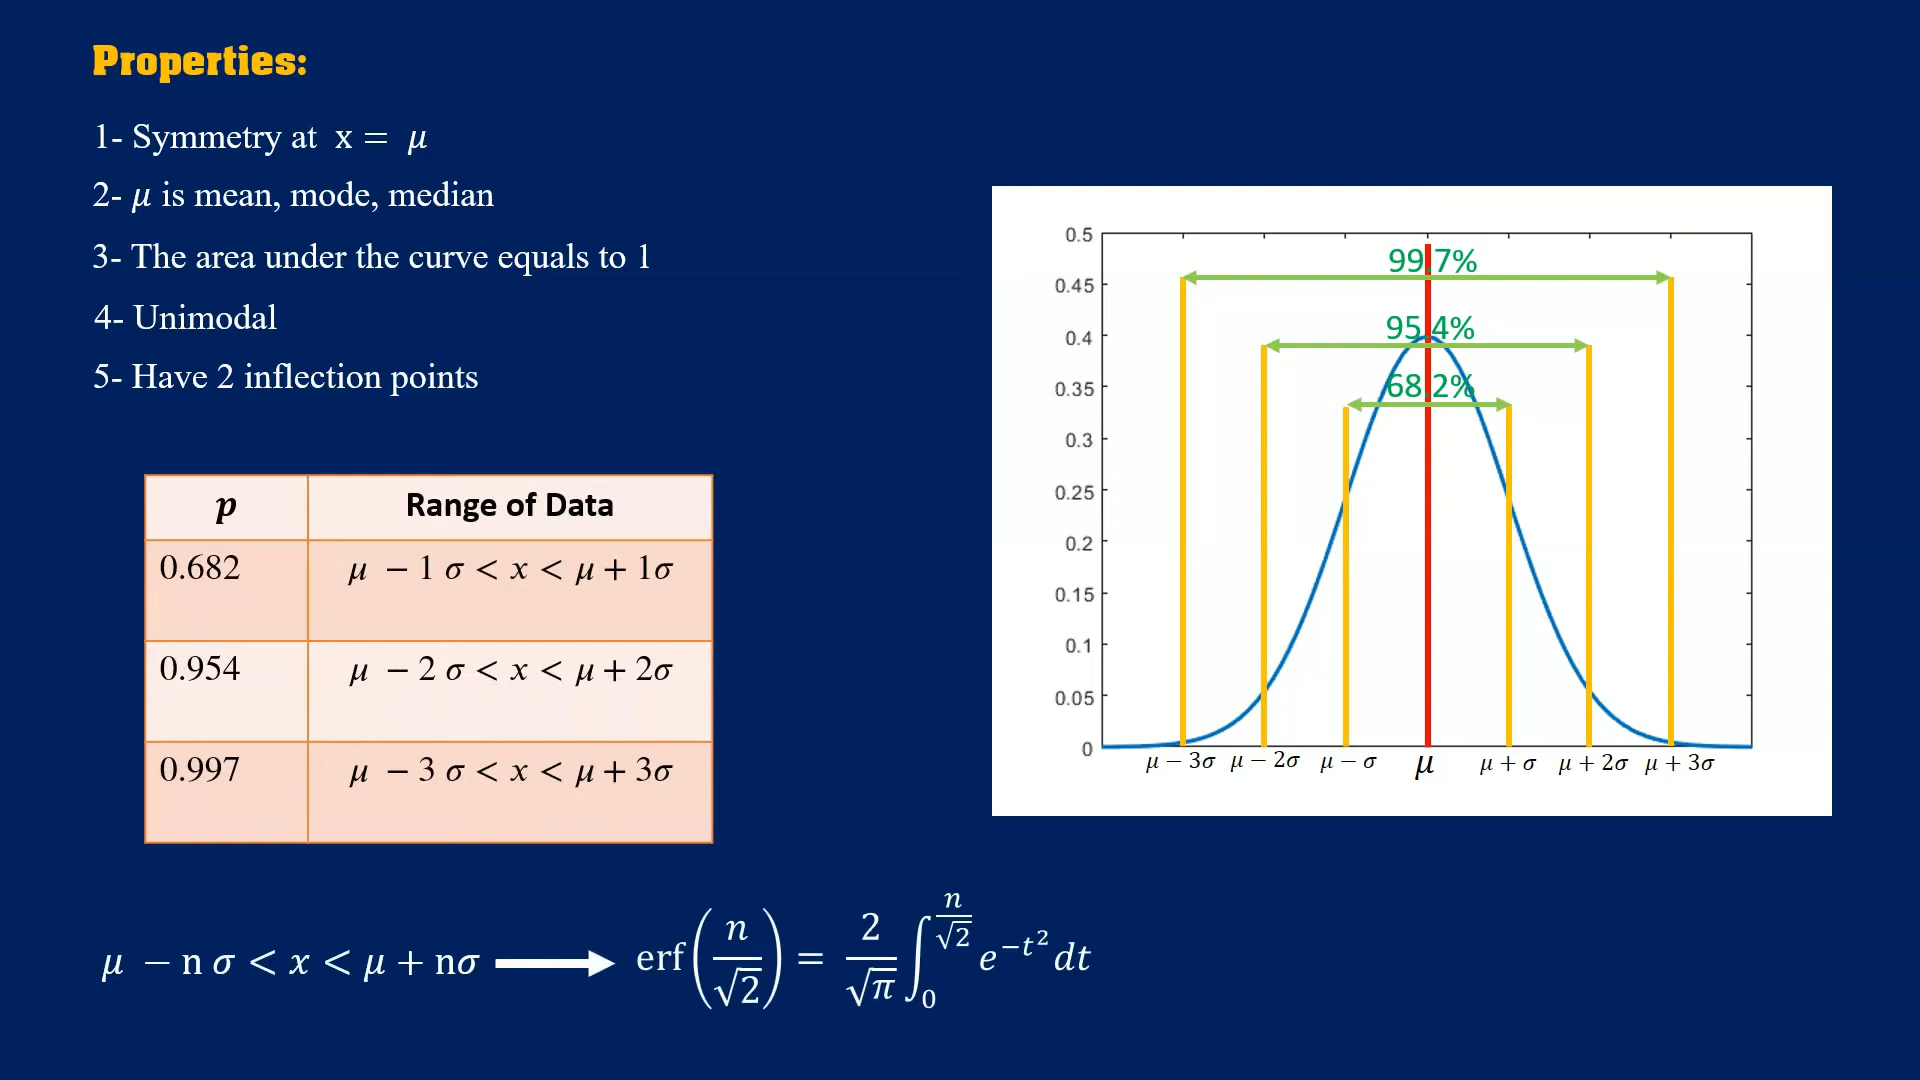 Properties:
1- Symmetry at x = μ
2- μ is mean, mode, median
3- The area under the curve equals to 1
4- Unimodal
5- Have 2 inflection points
p Range of Data
0.682 μ − 1 σ < x < μ + 1σ
0.954 μ − 2 σ < x < μ + 2σ
0.997 μ − 3 σ < x < μ + 3σ
0.5
0.45
0.4
0.35
0.3
0.25
0.2
0.15
0.1
0.05
0
99.7%
95.4%
68.2%
μ − 3σ μ − 2σ μ − σ μ μ + σ μ + 2σ μ + 3σ
μ − n σ < x < μ + nσ ⟶ erf(n/√2) = 2/√π ∫₀^(n/√2) e^(−t²) dt